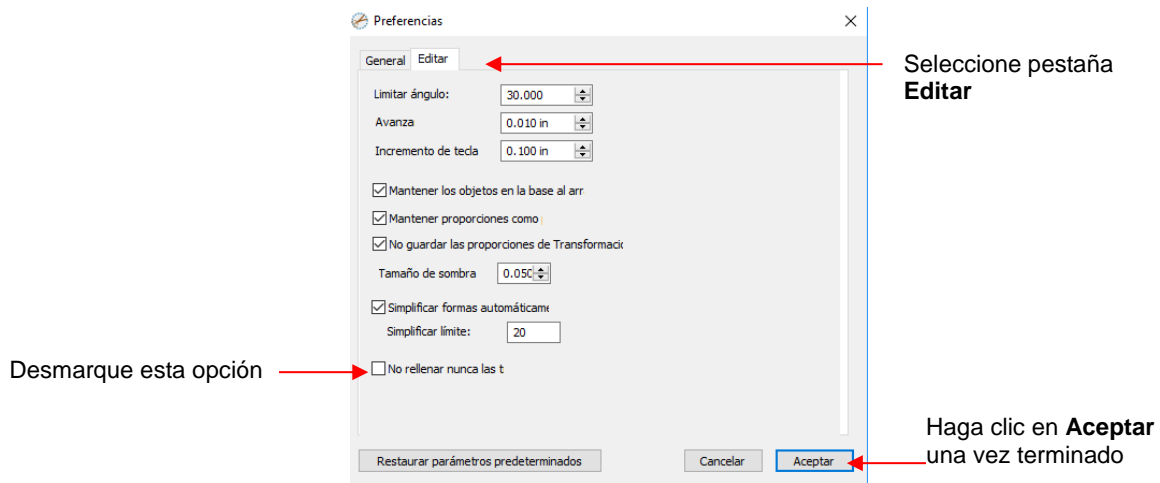 Preferencias
General Editar
Seleccione pestaña
Editar
Limitar ángulo: 30.000
Avanza 0.010 in
Incremento de tecla 0.100 in
Mantener los objetos en la base al arr
Mantener proporciones como
No guardar las proporciones de Transformacio
Tamaño de sombra 0.050
Simplificar formas automáticame
Simplificar límite: 20
Desmarque esta opción
No rellenar nunca las t
Haga clic en Aceptar
una vez terminado
Restaurar parámetros predeterminados Cancelar Aceptar